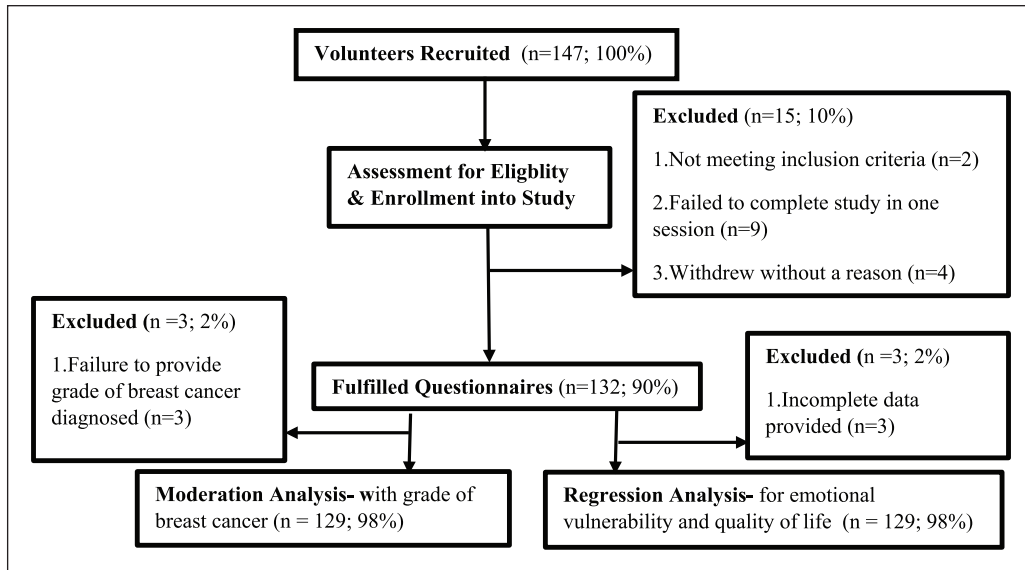 Volunteers Recruited (n=147; 100%)
Excluded (n=15; 10%)
1.Not meeting inclusion criteria (n=2)
2.Failed to complete study in one
session (n=9)
3.Withdrew without a reason (n=4)
Assessment for Eligblity
& Enrollment into Study
Excluded (n =3; 2%)
1.Failure to provide
grade of breast cancer
diagnosed (n=3)
Excluded (n =3; 2%)
1.Incomplete data
provided (n=3)
Fulfilled Questionnaires (n=132; 90%)
Moderation Analysis- with grade of
breast cancer (n = 129; 98%)
Regression Analysis- for emotional
vulnerability and quality of life (n = 129; 98%)